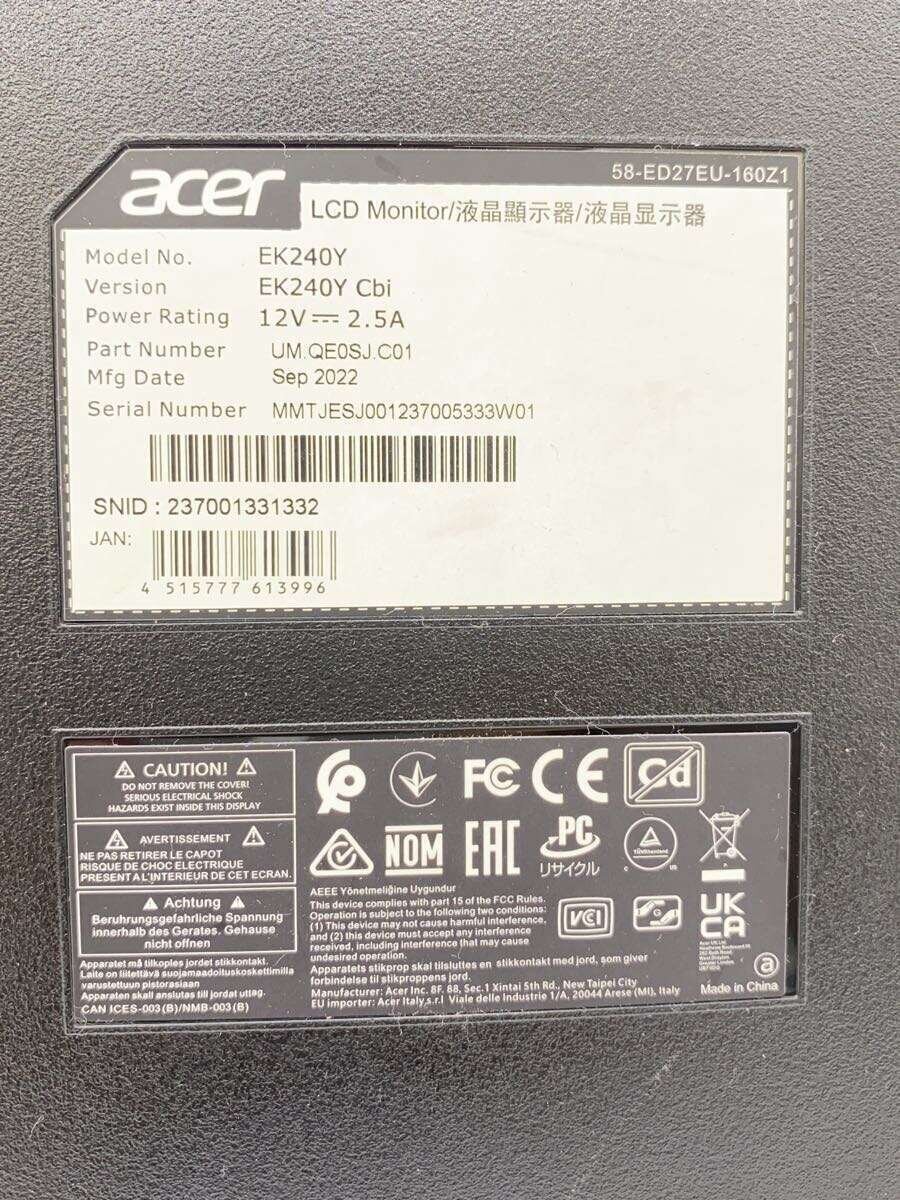 acer
58-ED27EU-160Z1
LCD Monitor/液晶顯示器/液晶显示器
Model No. EK240Y
Version EK240Y Cbi
Power Rating 12V⎓2.5A
Part Number UM.QE0SJ.C01
Mfg Date Sep 2022
Serial Number MMTJESJ001237005333W01
SNID : 237001331332
JAN:
4 515777 613996
CAUTION!
DO NOT REMOVE THE COVER!
SERIOUS ELECTRICAL SHOCK
HAZARDS EXIST INSIDE THIS DISPLAY
AVERTISSEMENT
NE PAS RETIRER LE CAPOT
RISQUE DE CHOC ELECTRIQUE
PRESENT A L'INTERIEUR DE CET ECRAN.
Achtung
Beruhrungsgefahrliche Spannung
innerhalb des Gerates. Gehause
nicht offnen
Apparatet må tilkoples jordet stikkontakt.
Laite on liitettävä suojamaadoituskoskettimilla
varustettuun pistorasiaan
Apparaten skall anslutas till jordat uttag.
CAN ICES-003 (B)/NMB-003 (B)
FC CE Cd
NOM EAC PC
リサイクル
TÜVRheinland
C US
AEEE Yönetmeliğine Uygundur
This device complies with part 15 of the FCC Rules.
Operation is subject to the following two conditions:
(1) This device may not cause harmful interference,
and (2) this device must accept any interference
received, including interference that may cause
undesired operation.
Apparatets stikprop skal tilsluttes en stikkontakt med jord, som giver
forbindelse til stikproppens jord.
Manufacturer: Acer Inc. 8F. 88, Sec.1 Xintai 5th Rd., New Taipei City
EU Importer: Acer Italy,s.r.l Viale delle Industrie 1/A, 20044 Arese (MI), Italy
VCI
UK
CA
Acer UK Ltd.
Greater London.
a
Made in China